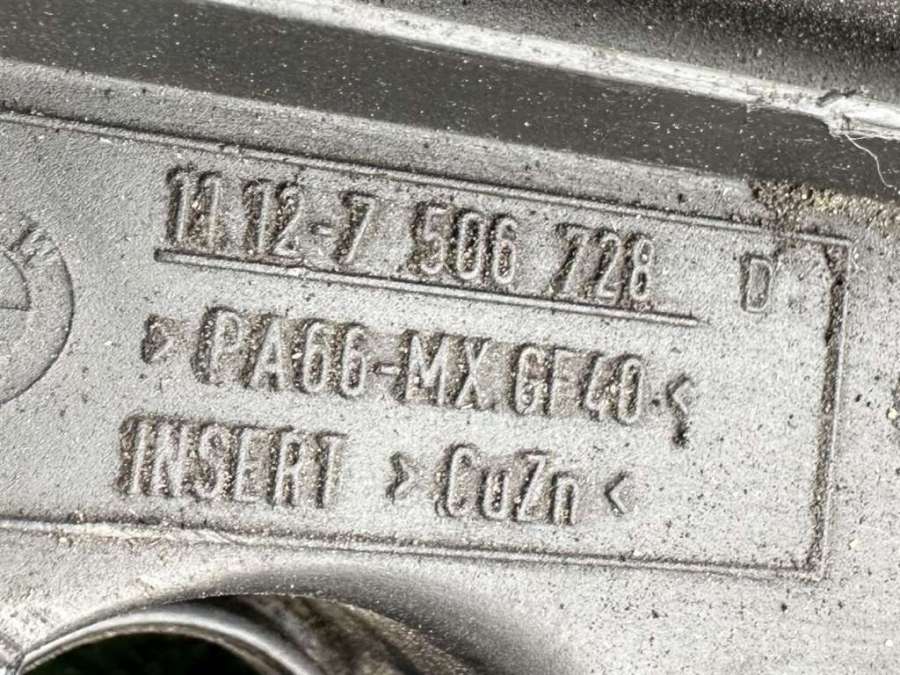 11.12-7 506 728 D
>PA66-MX GF40<
INSERT >CuZn<
W